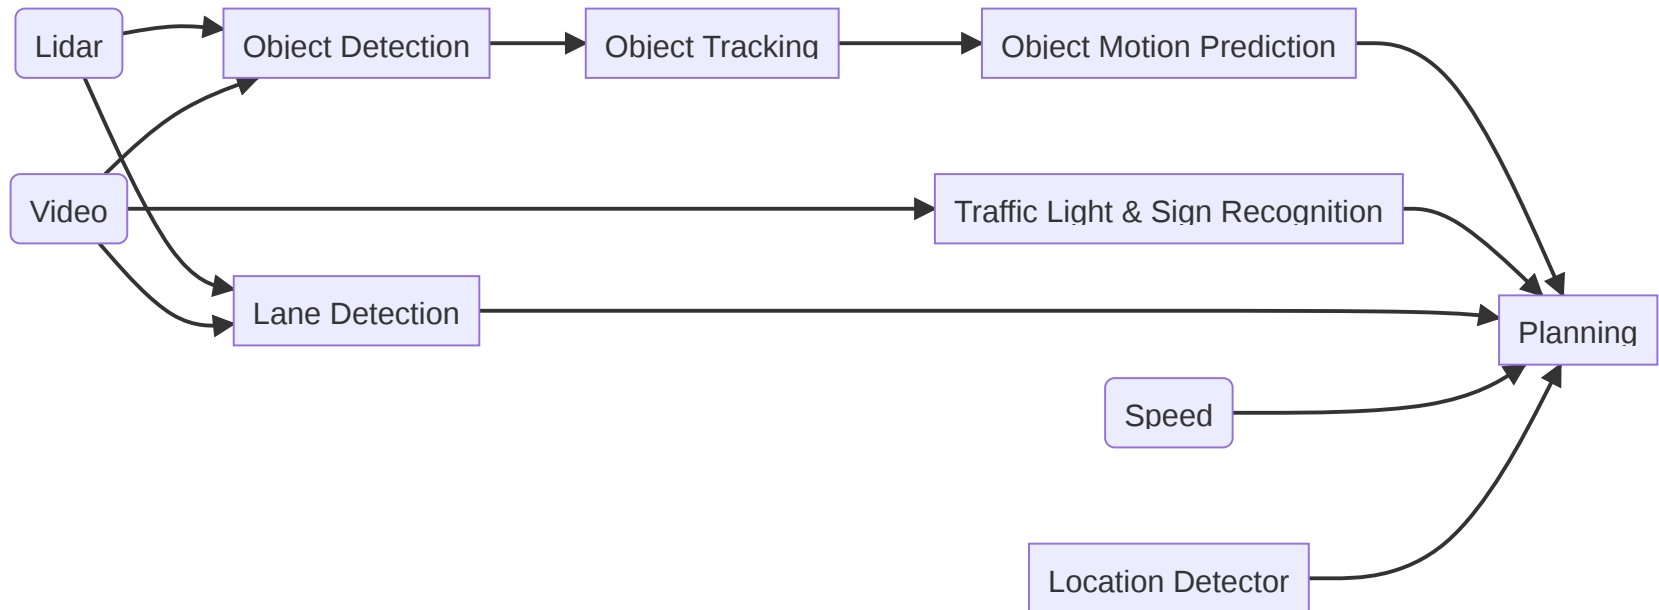 Lidar
Object Detection
Object Tracking
Object Motion Prediction
Video
Traffic Light & Sign Recognition
Lane Detection
Planning
Speed
Location Detector